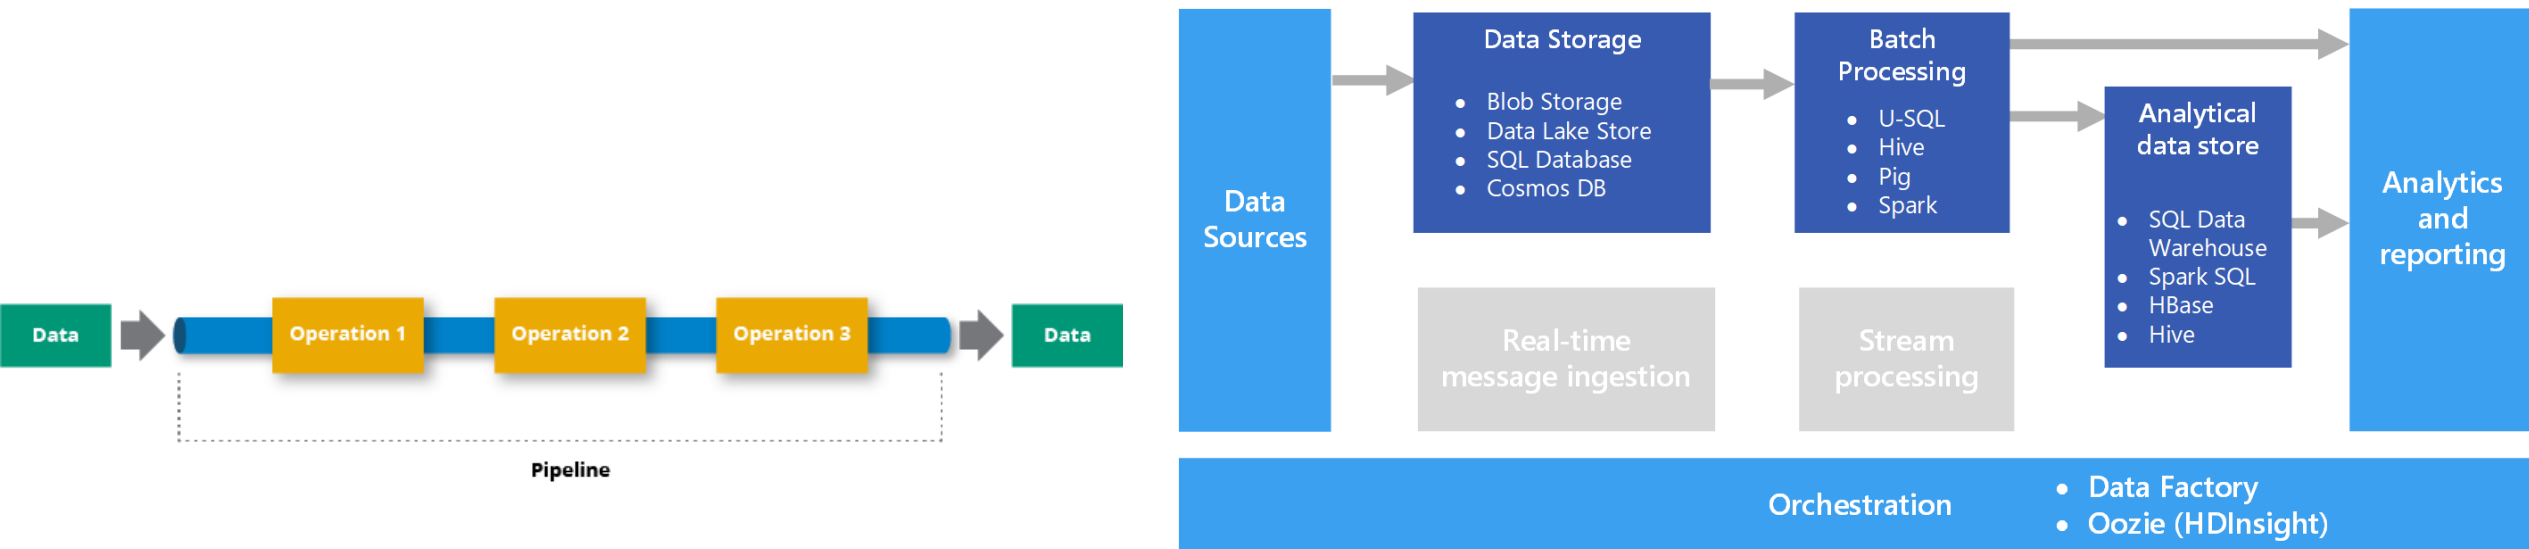 Data
Operation 1
Operation 2
Operation 3
Data
Pipeline
Data
Sources
Data Storage
• Blob Storage
• Data Lake Store
• SQL Database
• Cosmos DB
Batch
Processing
• U-SQL
• Hive
• Pig
• Spark
Real-time
message ingestion
Stream
processing
Analytical
data store
• SQL Data
Warehouse
• Spark SQL
• HBase
• Hive
Analytics
and
reporting
Orchestration
• Data Factory
• Oozie (HDInsight)